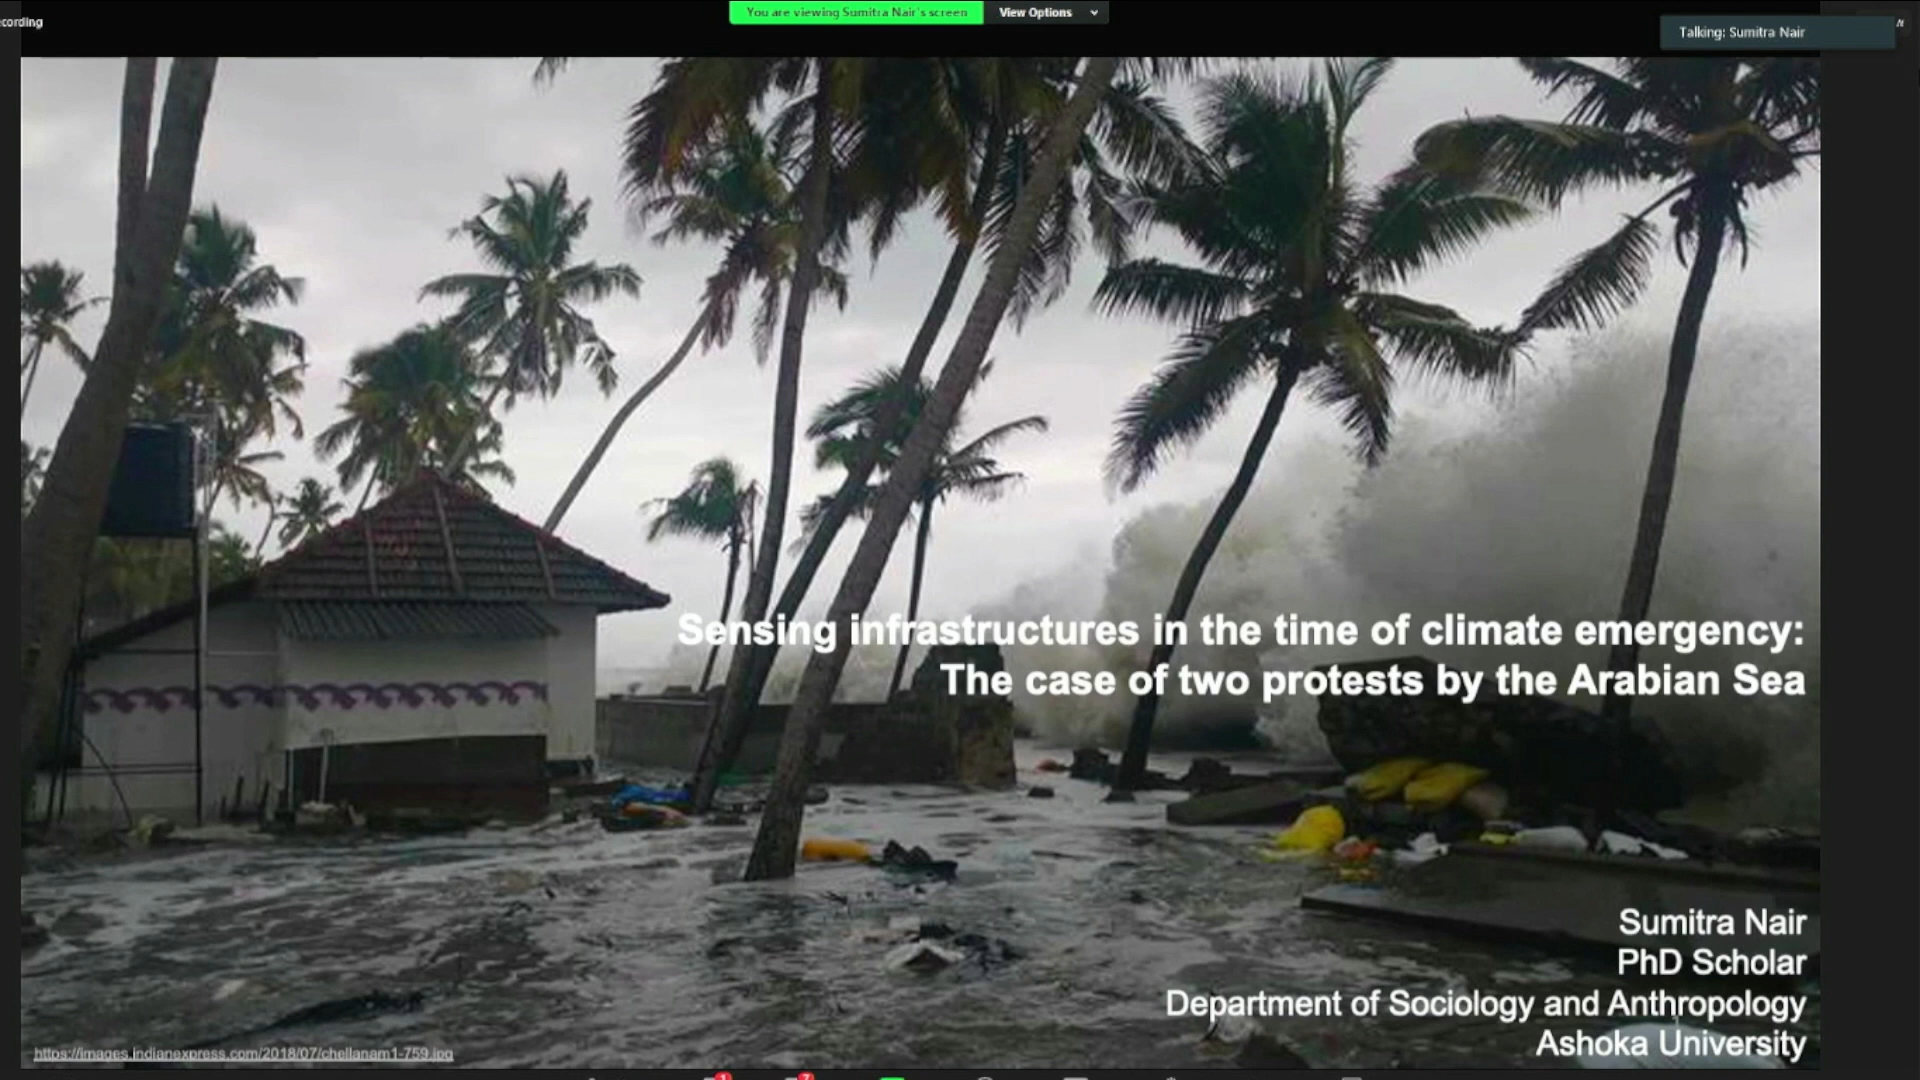 cording
You are viewing Sumitra Nair's screen
View Options
Talking: Sumitra Nair
Sensing infrastructures in the time of climate emergency:
The case of two protests by the Arabian Sea
Sumitra Nair
PhD Scholar
Department of Sociology and Anthropology
Ashoka University
https://images.indianexpress.com/2018/07/chellanam1-759.jpg
1
7